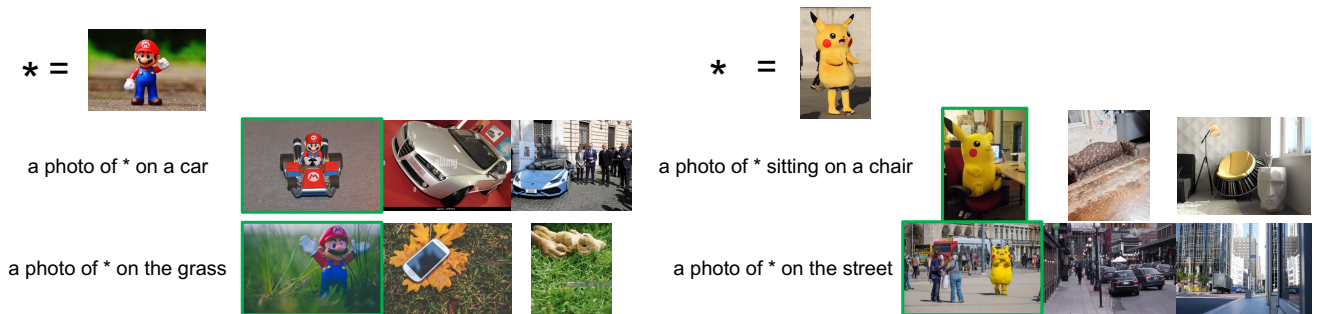 * =
a photo of * on a car
a photo of * on the grass
* =
a photo of * sitting on a chair
a photo of * on the street